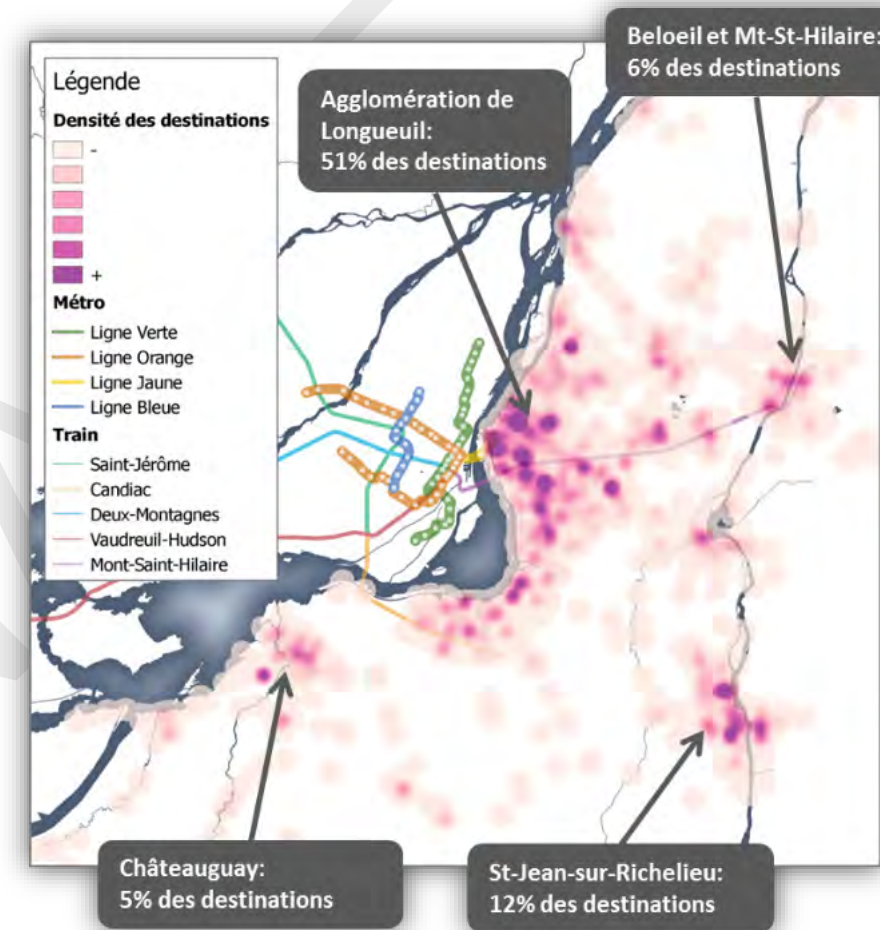 Beloeil et Mt-St-Hilaire:
6% des destinations
Agglomération de
Longueuil:
51% des destinations
Légende
Densité des destinations
-
+
Métro
Ligne Verte
Ligne Orange
Ligne Jaune
Ligne Bleue
Train
Saint-Jérôme
Candiac
Deux-Montagnes
Vaudreuil-Hudson
Mont-Saint-Hilaire
Châteauguay:
5% des destinations
St-Jean-sur-Richelieu:
12% des destinations